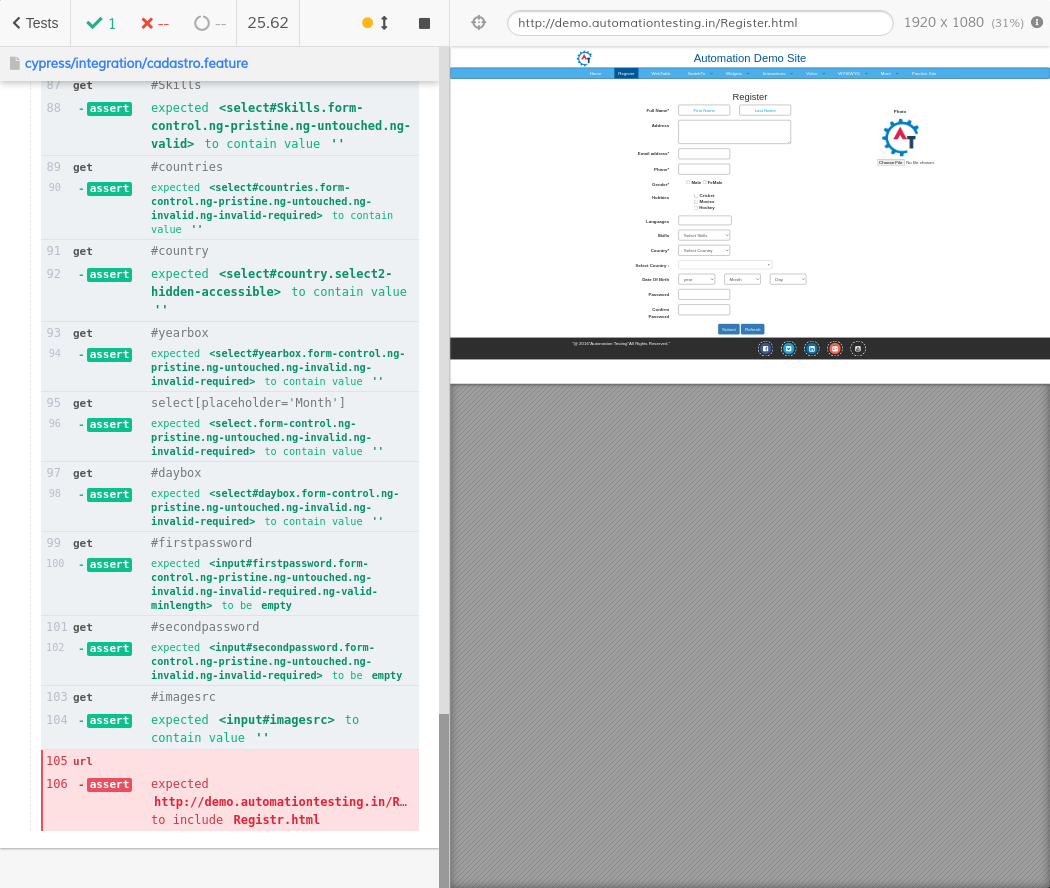 Tests
1
--
--
25.62
http://demo.automationtesting.in/Register.html
1920 x 1080 (31%)
cypress/integration/cadastro.feature
87 get #Skills
88 - assert expected <select#Skills.form-
control.ng-pristine.ng-untouched.ng-
valid> to contain value ''
89 get #countries
90 - assert expected <select#countries.form-
control.ng-pristine.ng-untouched.ng-
invalid.ng-invalid-required> to contain
value ''
91 get #country
92 - assert expected <select#country.select2-
hidden-accessible> to contain value
''
93 get #yearbox
94 - assert expected <select#yearbox.form-control.ng-
pristine.ng-untouched.ng-invalid.ng-
invalid-required> to contain value ''
95 get select[placeholder='Month']
96 - assert expected <select.form-control.ng-
pristine.ng-untouched.ng-invalid.ng-
invalid-required> to contain value ''
97 get #daybox
98 - assert expected <select#daybox.form-control.ng-
pristine.ng-untouched.ng-invalid.ng-
invalid-required> to contain value ''
99 get #firstpassword
100 - assert expected <input#firstpassword.form-
control.ng-pristine.ng-untouched.ng-
invalid.ng-invalid-required.ng-valid-
minlength> to be empty
101 get #secondpassword
102 - assert expected <input#secondpassword.form-
control.ng-pristine.ng-untouched.ng-
invalid.ng-invalid-required> to be empty
103 get #imagesrc
104 - assert expected <input#imagesrc> to
contain value ''
105 url
106 - assert expected
http://demo.automationtesting.in/R…
to include Registr.html
Automation Demo Site
Home Register WebTable SwitchTo Widgets Interactions Video WYSIWYG More Practice Site
Register
Full Name* First Name Last Name
Photo
Address
AT
Choose File No file chosen
Email address*
Phone*
Gender* Male FeMale
Hobbies Cricket
Movies
Hockey
Languages
Skills Select Skills
Country* Select Country
Select Country :
Date Of Birth year Month Day
Password
Confirm
Password
Submit Refresh
"@ 2016"Automation Testing"All Rights Reserved."